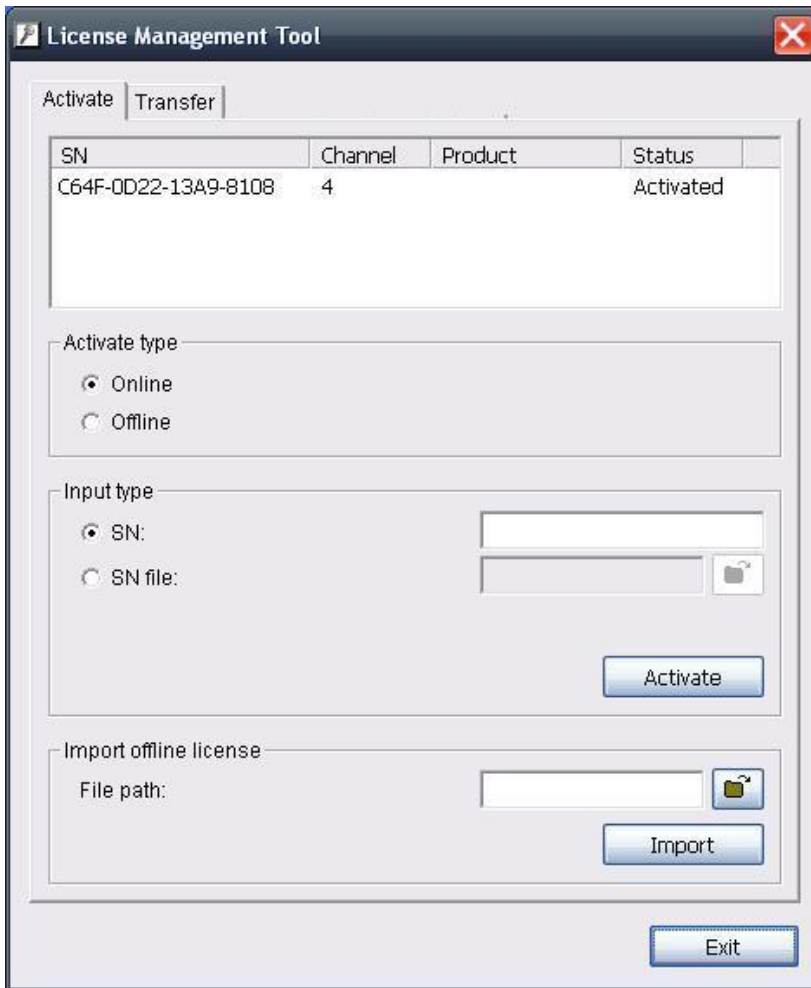 License Management Tool
Activate Transfer
SN Channel Product Status
C64F-0D22-13A9-8108 4 Activated
Activate type
Online
Offline
Input type
SN:
SN file:
Activate
Import offline license
File path:
Import
Exit